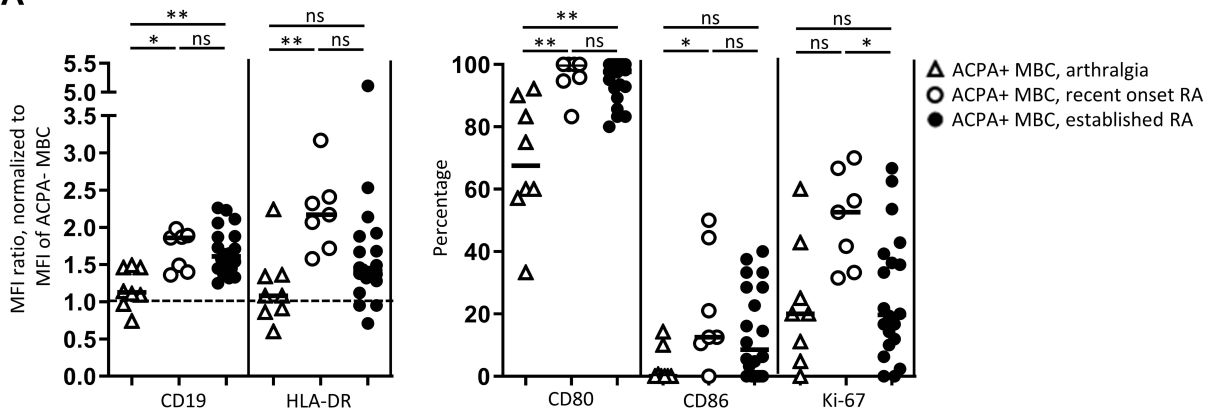 A
** ns ** ns ns
* ns ** ns ** ns * ns ns *
MFI ratio, normalized to
MFI of ACPA- MBC
5.5
5.0
3.5
3.0
2.5
2.0
1.5
1.0
0.5
0.0
CD19 HLA-DR
Percentage
100
80
60
40
20
0
CD80 CD86 Ki-67
ACPA+ MBC, arthralgia
ACPA+ MBC, recent onset RA
ACPA+ MBC, established RA